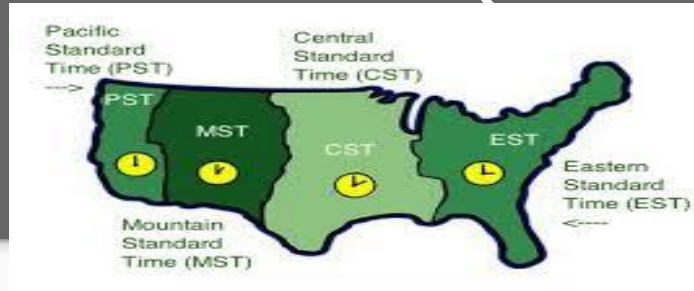 Pacific
Standard
Time (PST)
---->
Central
Standard
Time (CST)
PST
MST
CST
EST
Eastern
Standard
Time (EST)
<----
Mountain
Standard
Time (MST)